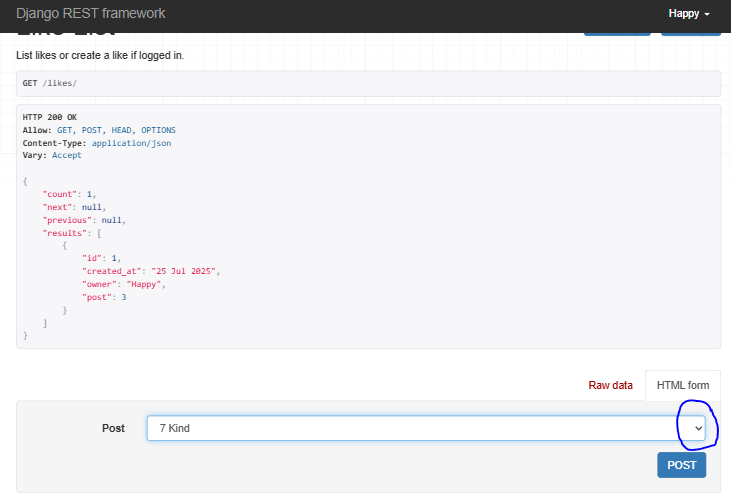 Django REST framework
Happy
Like List
List likes or create a like if logged in.
GET /likes/
HTTP 200 OK
Allow: GET, POST, HEAD, OPTIONS
Content-Type: application/json
Vary: Accept
{
"count": 1,
"next": null,
"previous": null,
"results": [
{
"id": 1,
"created_at": "25 Jul 2025",
"owner": "Happy",
"post": 3
}
]
}
Raw data
HTML form
Post
7 Kind
POST